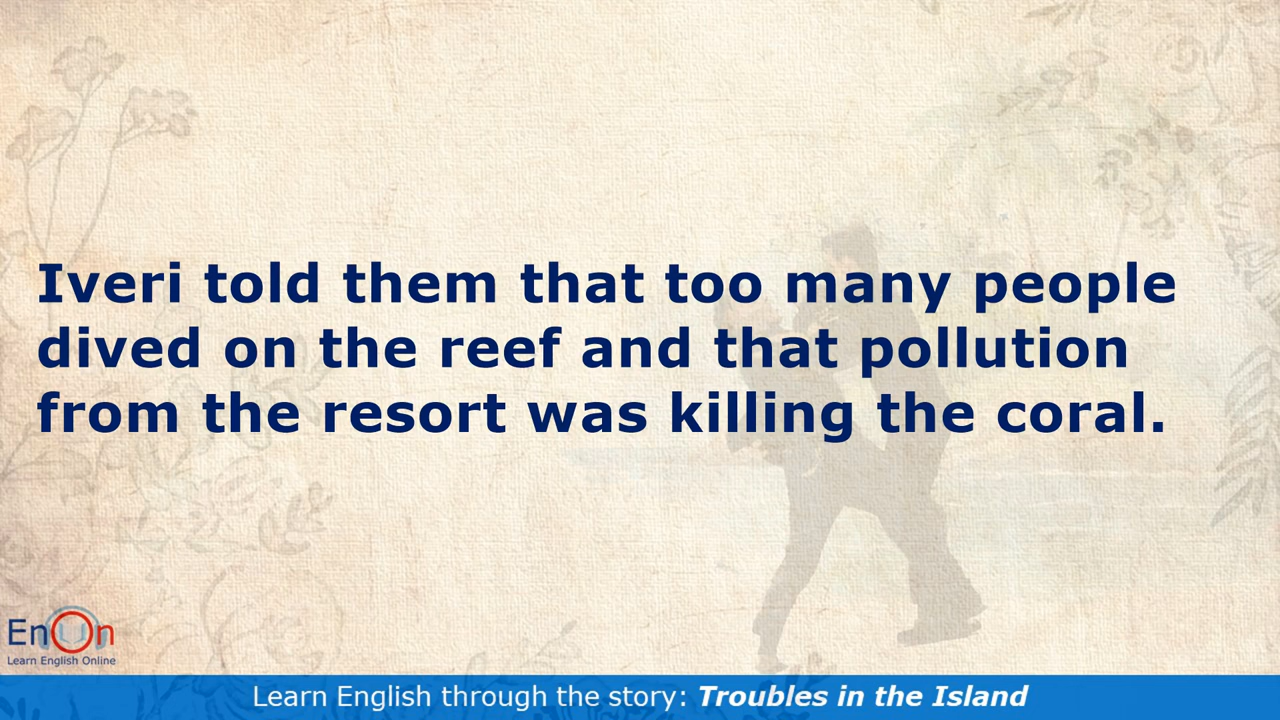 Iveri told them that too many people
dived on the reef and that pollution
from the resort was killing the coral.
EnOn
Learn English Online
Learn English through the story: Troubles in the Island